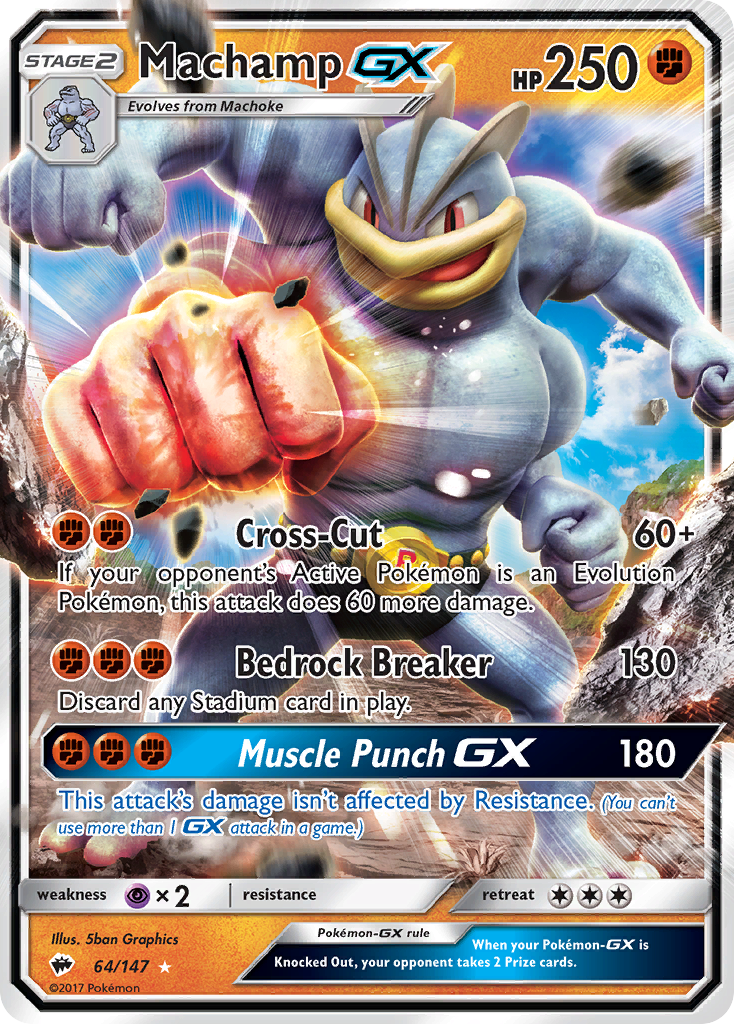 STAGE2 Machamp GX HP250
Evolves from Machoke
Cross-Cut 60+
If your opponent's Active Pokémon is an Evolution
Pokémon, this attack does 60 more damage.
Bedrock Breaker 130
Discard any Stadium card in play.
Muscle Punch GX 180
This attack's damage isn't affected by Resistance. (You can't
use more than 1 GX attack in a game.)
weakness ×2 resistance retreat
Illus. 5ban Graphics
Pokémon-GX rule
When your Pokémon-GX is
Knocked Out, your opponent takes 2 Prize cards.
64/147
©2017 Pokémon